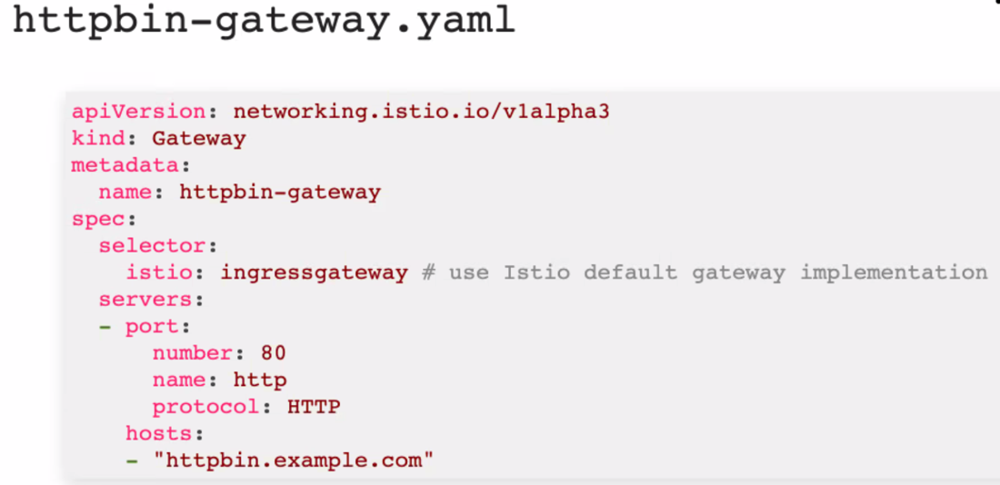 httpbin-gateway.yaml
apiVersion: networking.istio.io/v1alpha3
kind: Gateway
metadata:
  name: httpbin-gateway
spec:
  selector:
    istio: ingressgateway # use Istio default gateway implementation
  servers:
  - port:
      number: 80
      name: http
      protocol: HTTP
    hosts:
    - "httpbin.example.com"